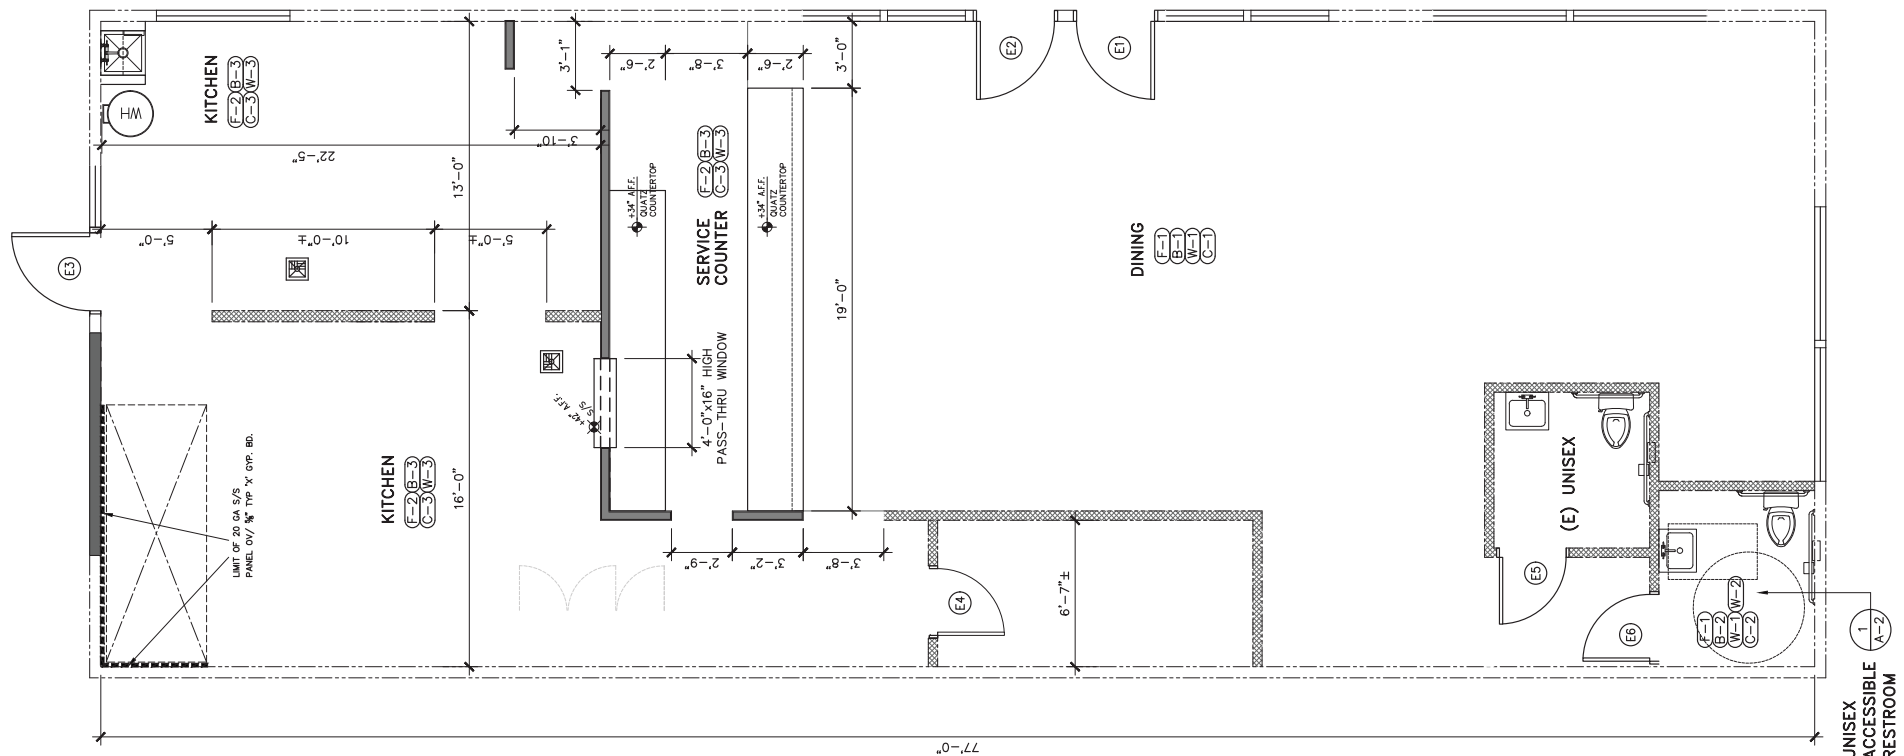 KITCHEN
F-2 B-3
C-3 W-3
WH
22'-5"
13'-0"
3'-1"
3'-10"
2'-6"
3'-8"
2'-6"
3'-0"
E2
E1
E3
5'-0"
10'-0"±
5'-0"±
+34" A.F.F.
QUATZ
COUNTERTOP
F-2 B-3
C-3 W-3
SERVICE
COUNTER
+34" A.F.F.
QUATZ
COUNTERTOP
19'-0"
DINING
F-1
B-1
W-1
C-1
4'-0"x16" HIGH
PASS-THRU WINDOW
+42" A.F.F.
S/S
KITCHEN
F-2 B-3
C-3 W-3
16'-0"
LIMIT OF 20 GA S/S
PANEL OV/ 5/8" TYP 'X' GYP. BD.
2'-9"
3'-2"
3'-8"
E4
6'-7"±
(E) UNISEX
E5
E6
F-1
B-2
W-1 W-2
C-2
1
A-2
UNISEX
ACCESSIBLE
RESTROOM
77'-0"